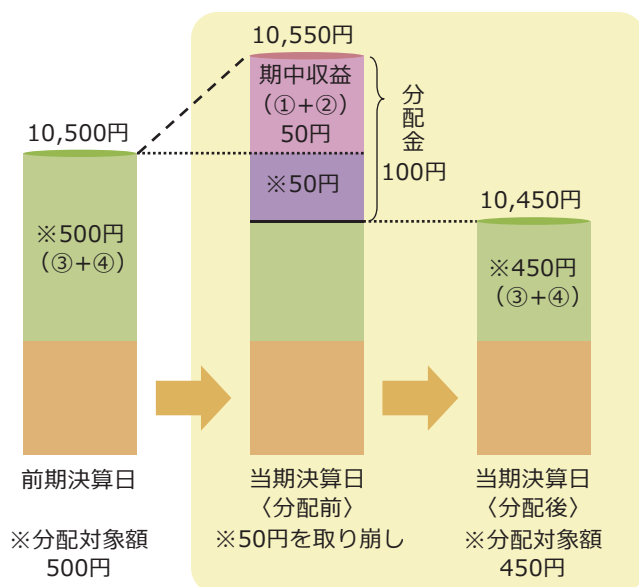 10,550円
期中収益
（①+②）
50円
分配金
100円
10,500円
※50円
10,450円
※500円
（③+④）
※450円
（③+④）
前期決算日
当期決算日
〈分配前〉
当期決算日
〈分配後〉
※分配対象額
500円
※50円を取り崩し
※分配対象額
450円